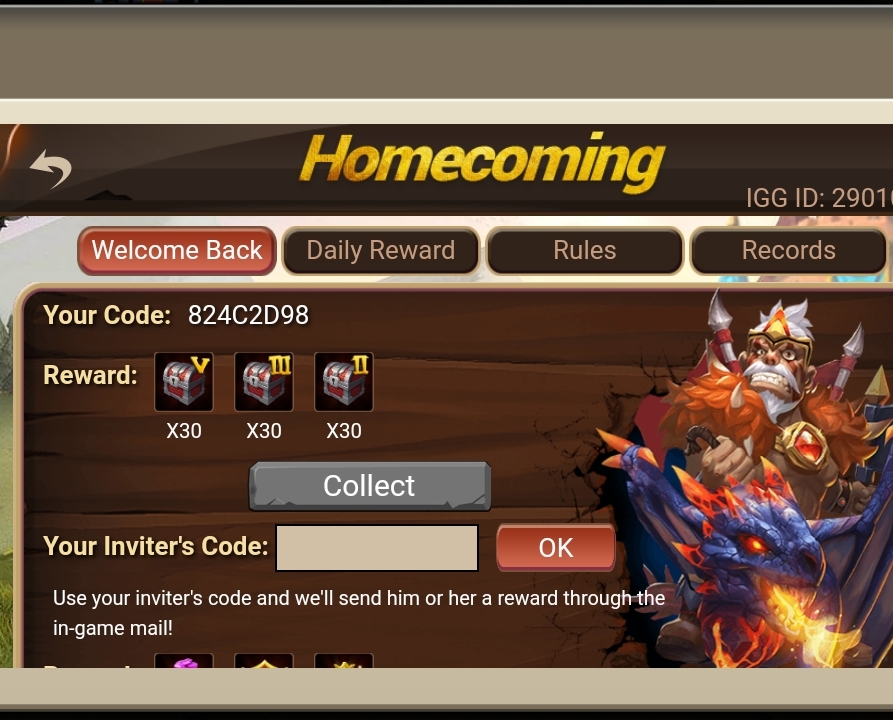 Homecoming
IGG ID: 2901
Welcome Back
Daily Reward
Rules
Records
Your Code: 824C2D98
Reward:
V
III
II
X30
X30
X30
Collect
Your Inviter's Code:
OK
Use your inviter's code and we'll send him or her a reward through the
in-game mail!